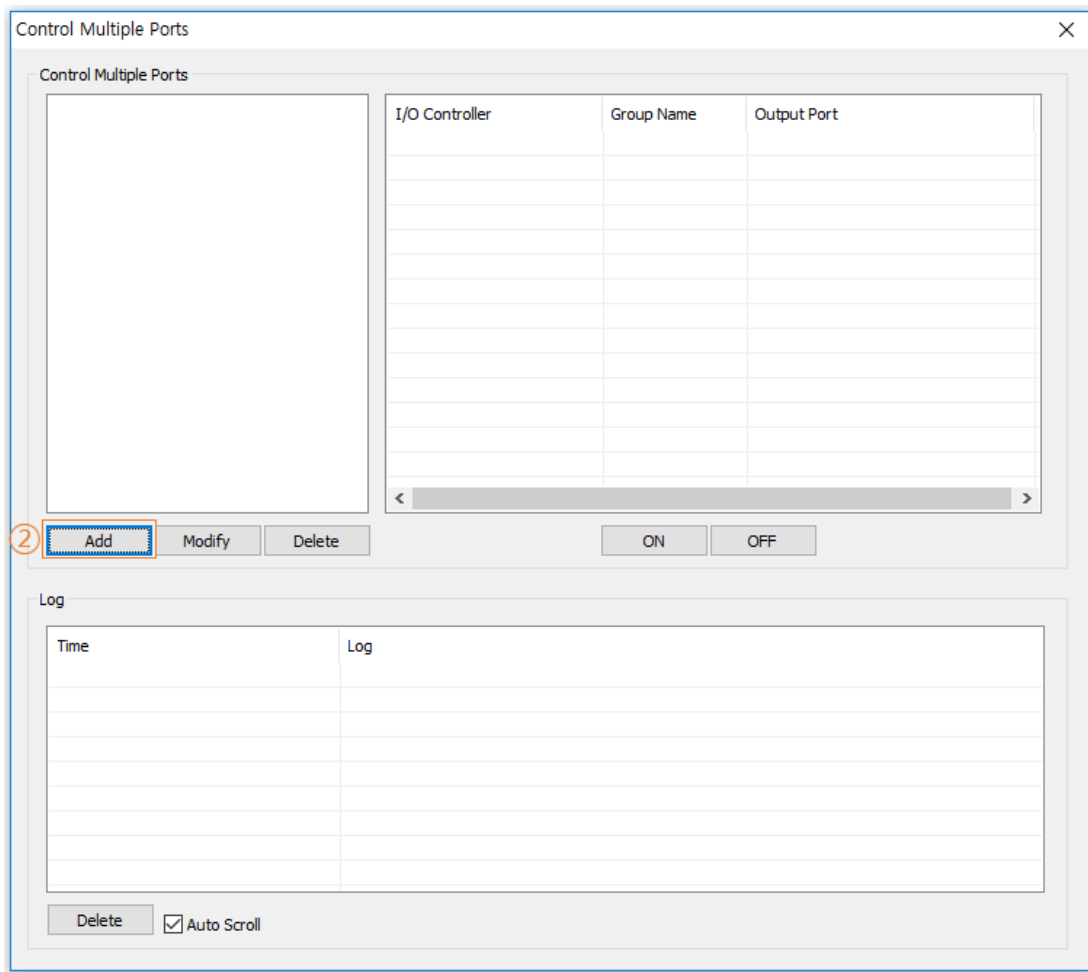 Control Multiple Ports
Control Multiple Ports
I/O Controller Group Name Output Port
② Add Modify Delete ON OFF
Log
Time Log
Delete Auto Scroll